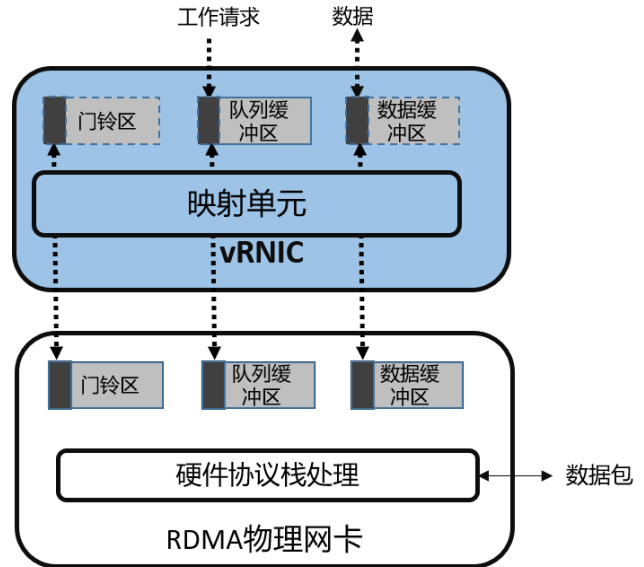 工作请求
数据
门铃区
队列缓
冲区
数据缓
冲区
映射单元
vRNIC
门铃区
队列缓
冲区
数据缓
冲区
硬件协议栈处理
数据包
RDMA物理网卡